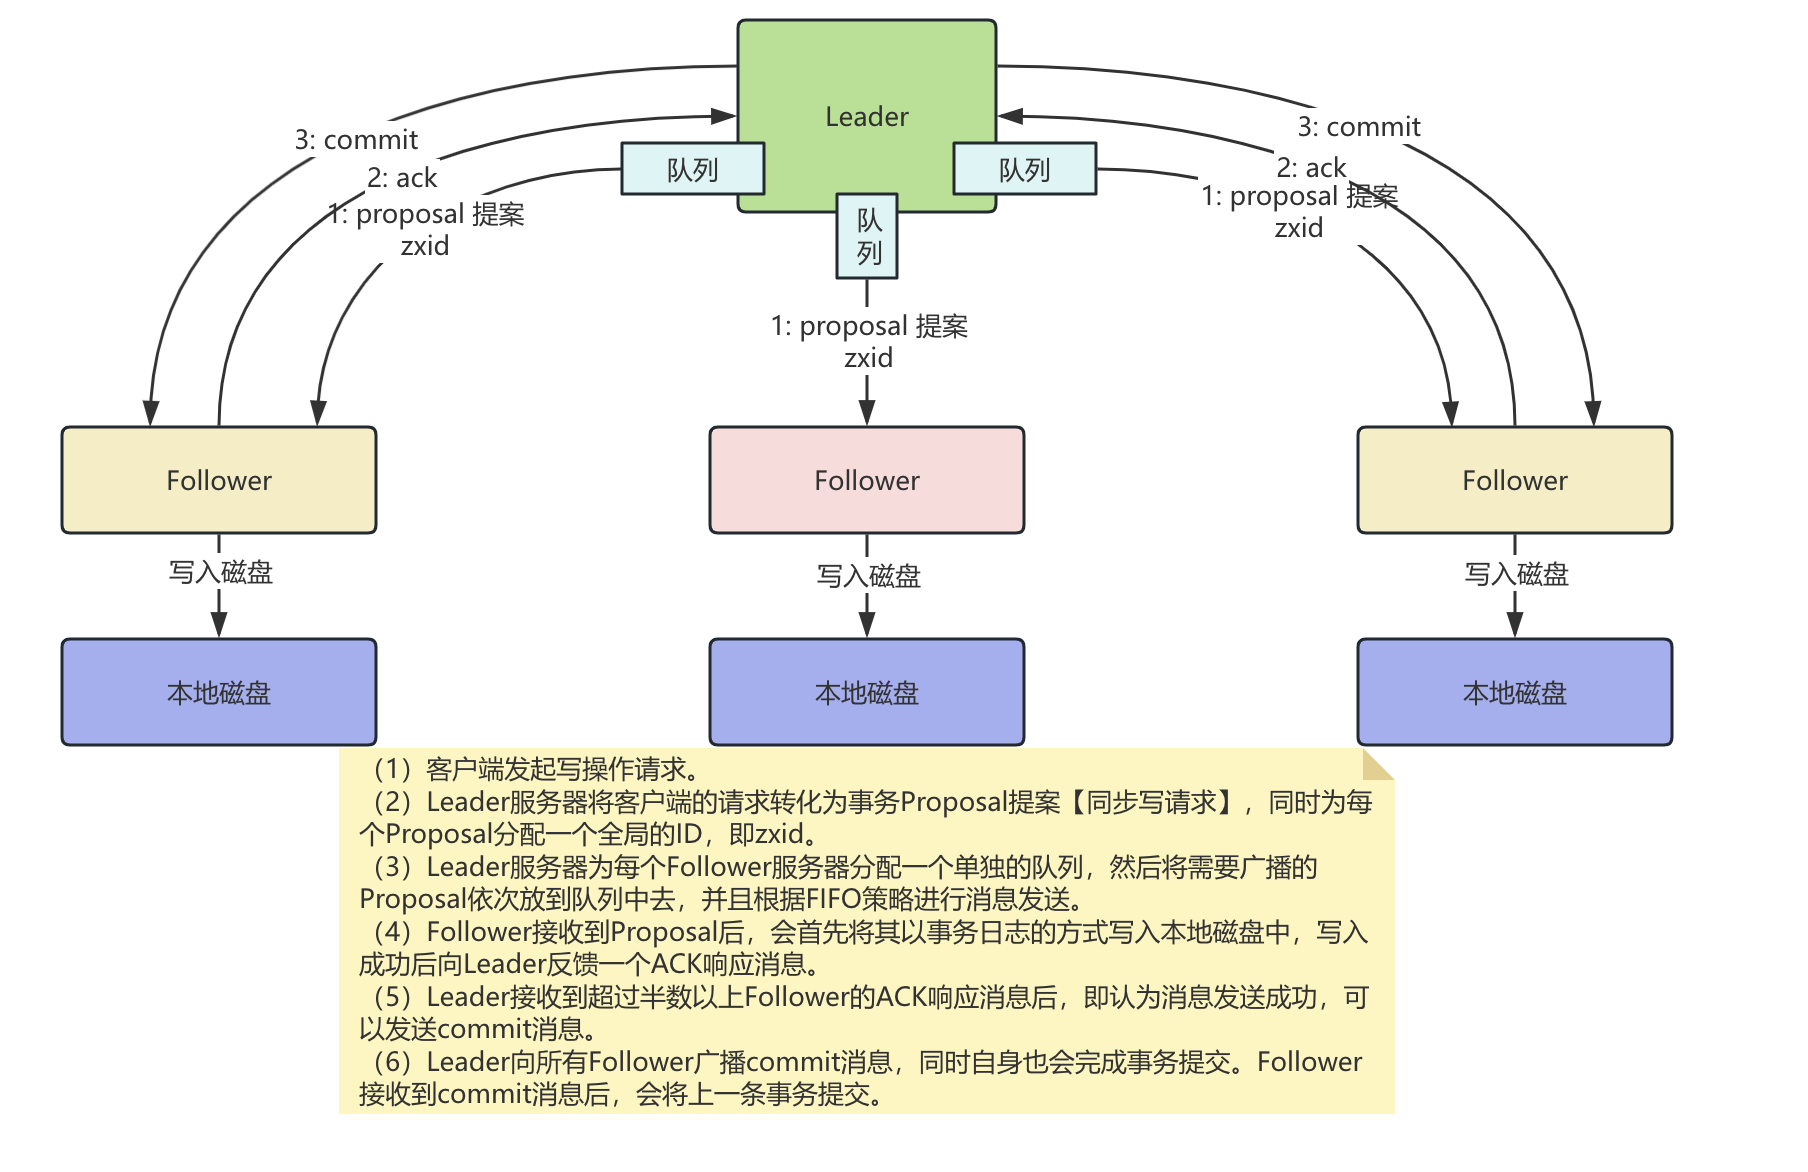 Leader
3: commit
3: commit
2: ack
2: ack
队列
队列
1: proposal 提案
zxid
1: proposal 提案
zxid
队
列
1: proposal 提案
zxid
Follower
Follower
Follower
写入磁盘
写入磁盘
写入磁盘
本地磁盘
本地磁盘
本地磁盘
（1）客户端发起写操作请求。
（2）Leader服务器将客户端的请求转化为事务Proposal提案【同步写请求】，同时为每
个Proposal分配一个全局的ID，即zxid。
（3）Leader服务器为每个Follower服务器分配一个单独的队列，然后将需要广播的
Proposal依次放到队列中去，并且根据FIFO策略进行消息发送。
（4）Follower接收到Proposal后，会首先将其以事务日志的方式写入本地磁盘中，写入
成功后向Leader反馈一个ACK响应消息。
（5）Leader接收到超过半数以上Follower的ACK响应消息后，即认为消息发送成功，可
以发送commit消息。
（6）Leader向所有Follower广播commit消息，同时自身也会完成事务提交。Follower
接收到commit消息后，会将上一条事务提交。